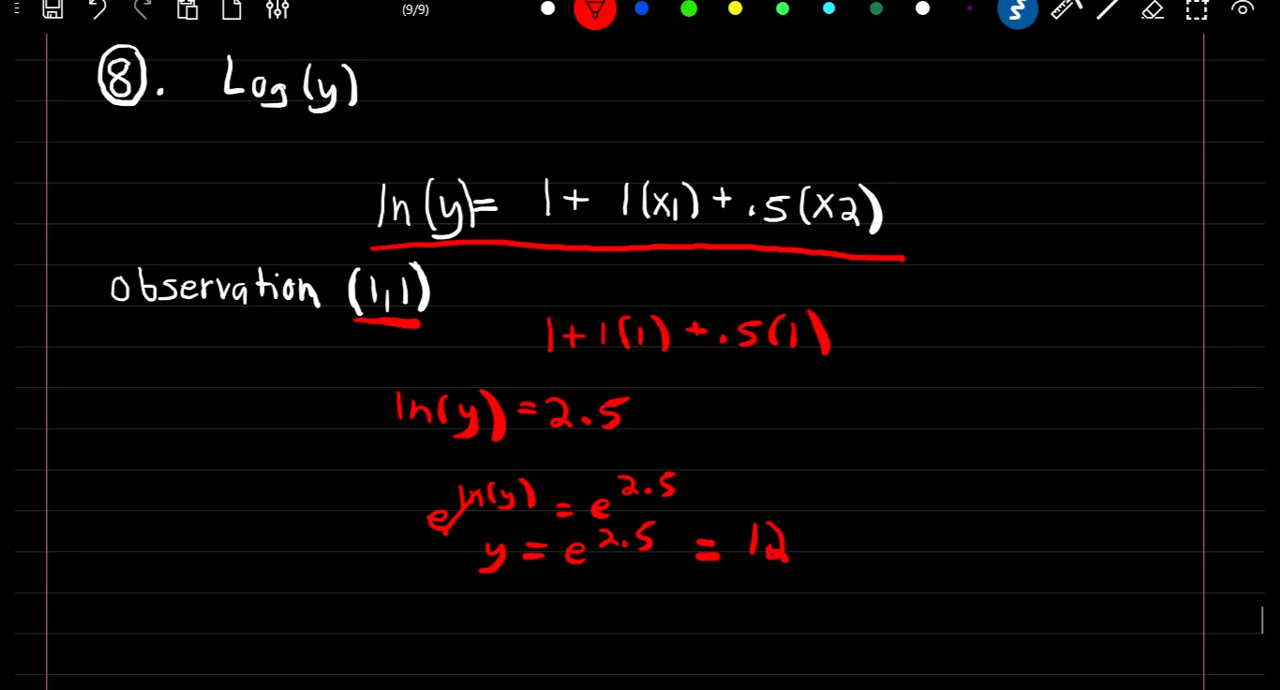 (9/9)
⑧. Log(y)
ln(y)= 1 + 1(x1) + .5(x2)
observation (1,1)
1+1(1) + .5(1)
ln(y) = 2.5
e^ln(y) = e^2.5
y = e^2.5 = 12